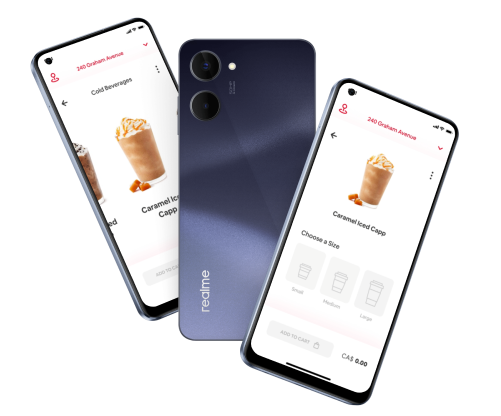 240 Graham Avenue
Cold Beverages
Caramel Iced
Capp
ADD TO CA
realme
240 Graham Avenue
Caramel Iced Capp
Choose a Size
Small
Medium
Large
ADD TO CART
CA$ 0.00